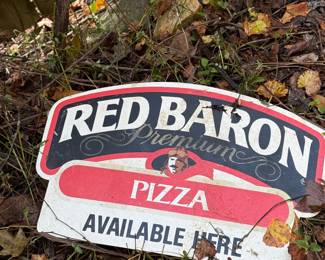 RED BARON
Premium
PIZZA
AVAILABLE HERE